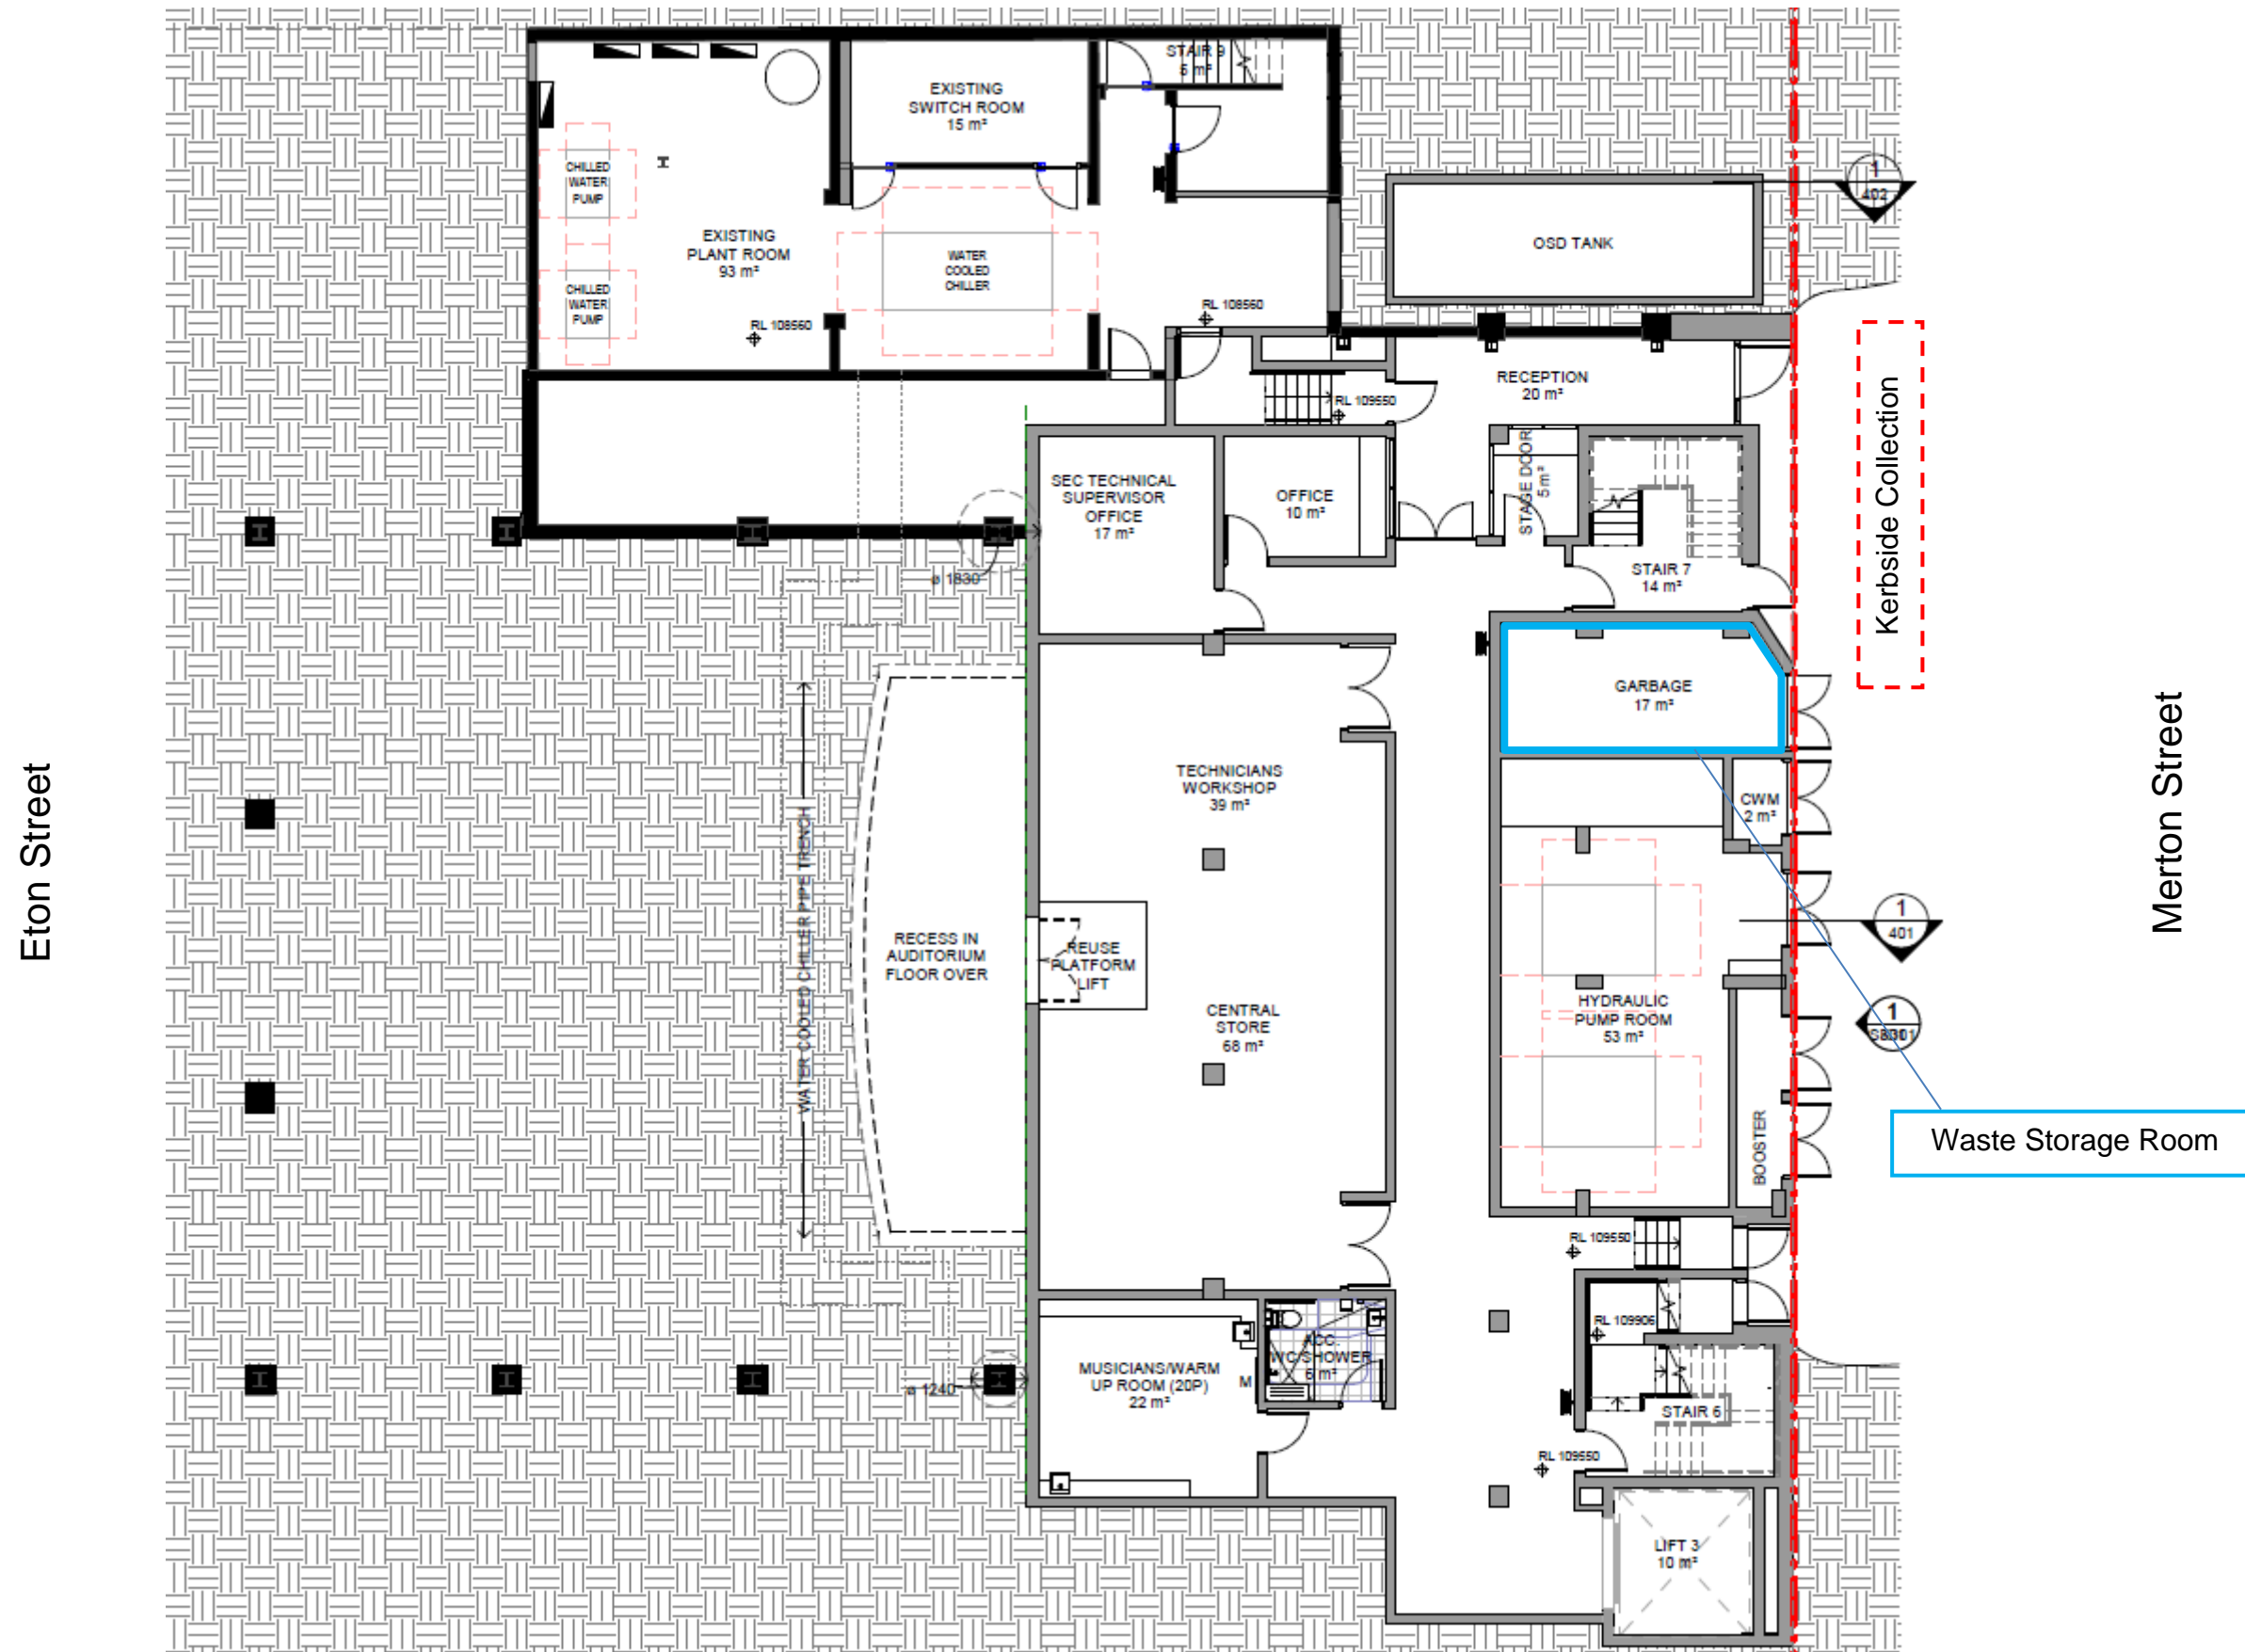 STAIR 9
5 m²
EXISTING
SWITCH ROOM
15 m²
CHILLED
WATER
PUMP
EXISTING
PLANT ROOM
93 m²
WATER
COOLED
CHILLER
OSD TANK
1
402
CHILLED
WATER
PUMP
RL 108560
RL 108560
RECEPTION
20 m²
RL 109550
Kerbside Collection
SEC TECHNICAL
SUPERVISOR
OFFICE
17 m²
OFFICE
10 m²
STAGE DOOR
5 m²
STAIR 7
14 m²
ø 1830
GARBAGE
17 m²
TECHNICIANS
WORKSHOP
39 m²
CWM
2 m²
Eton Street
Merton Street
WATER COOLED CHILLER PIPE TRENCH
RECESS IN
AUDITORIUM
FLOOR OVER
REUSE
PLATFORM
LIFT
1
401
CENTRAL
STORE
68 m²
HYDRAULIC
PUMP ROOM
53 m²
1
BOOSTER
Waste Storage Room
RL 109550
RL 109906
ACC.
WC/SHOWER
6 m²
MUSICIANS/WARM
UP ROOM (20P)
22 m²
M
ø 1240
STAIR 6
RL 109550
LIFT 3
10 m²